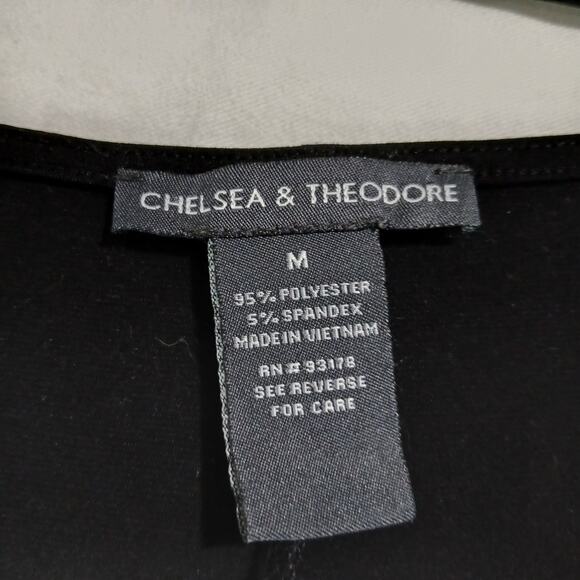 CHELSEA & THEODORE
M
95% POLYESTER
5% SPANDEX
MADE IN VIETNAM
RN # 93178
SEE REVERSE
FOR CARE